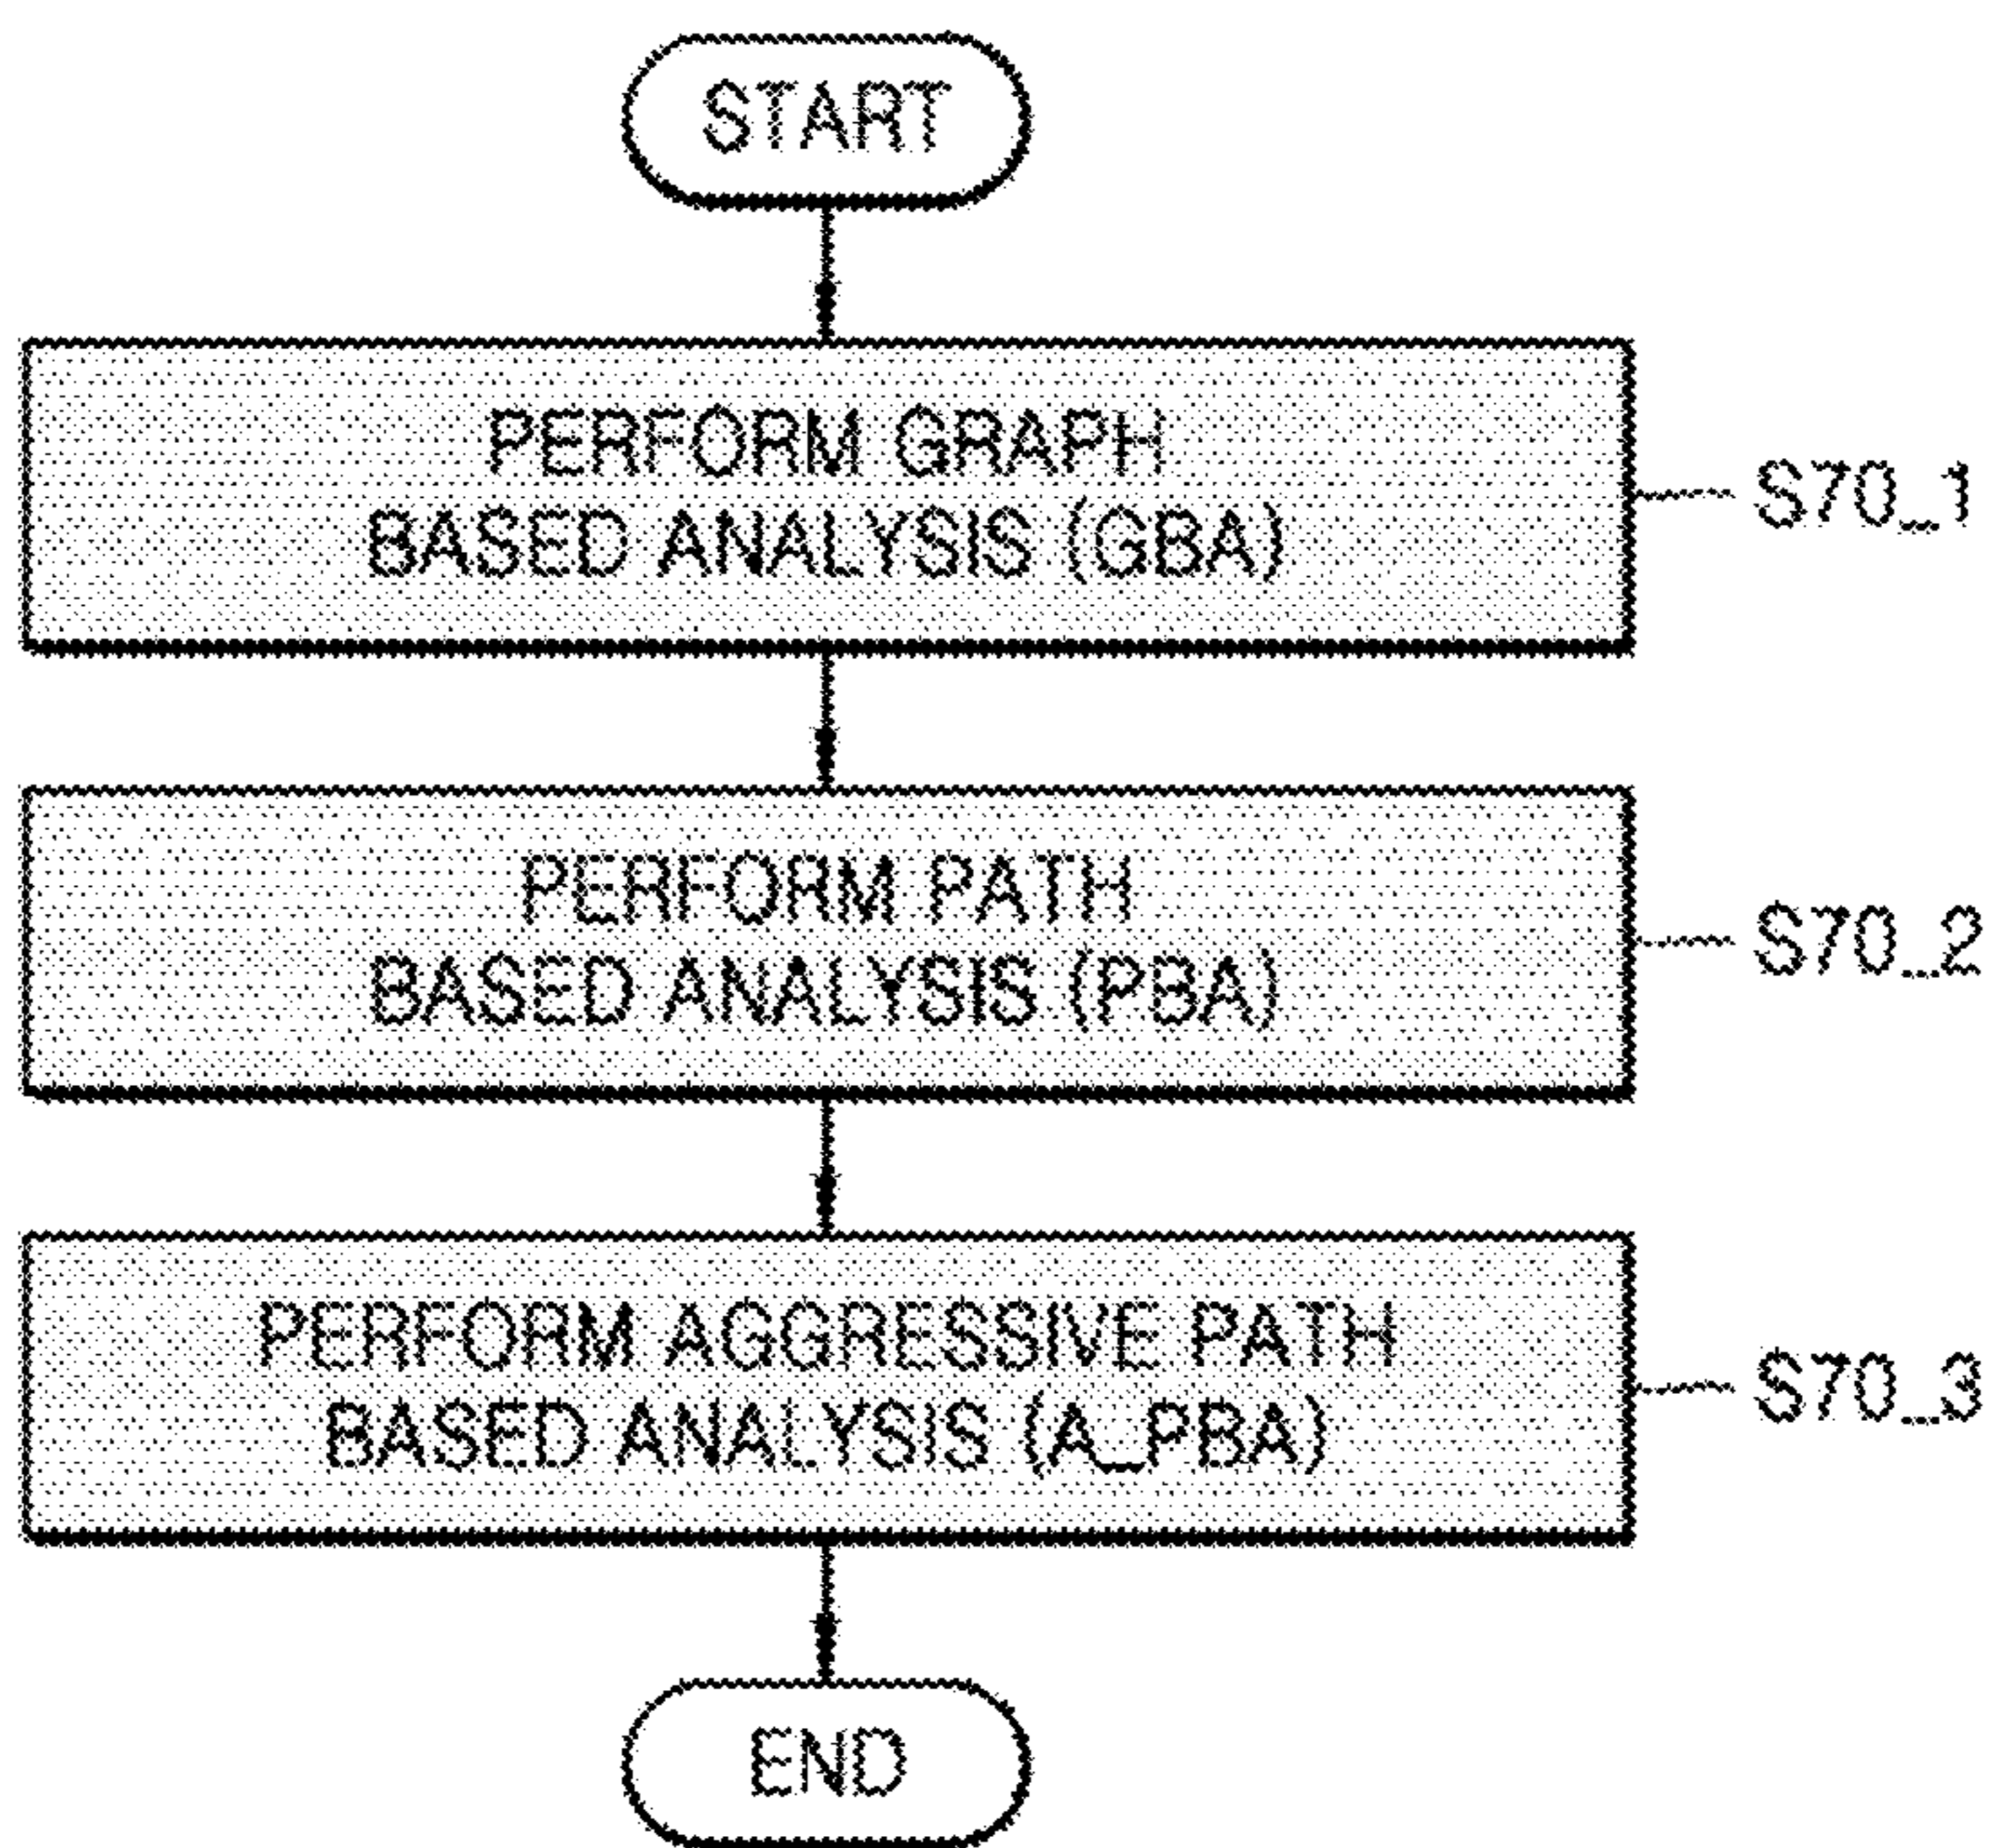 START
PERFORM GRAPH
BASED ANALYSIS (GBA)
S70_1
PERFORM PATH
BASED ANALYSIS (PBA)
S70_2
PERFORM AGGRESSIVE PATH
BASED ANALYSIS (A_PBA)
S70_3
END